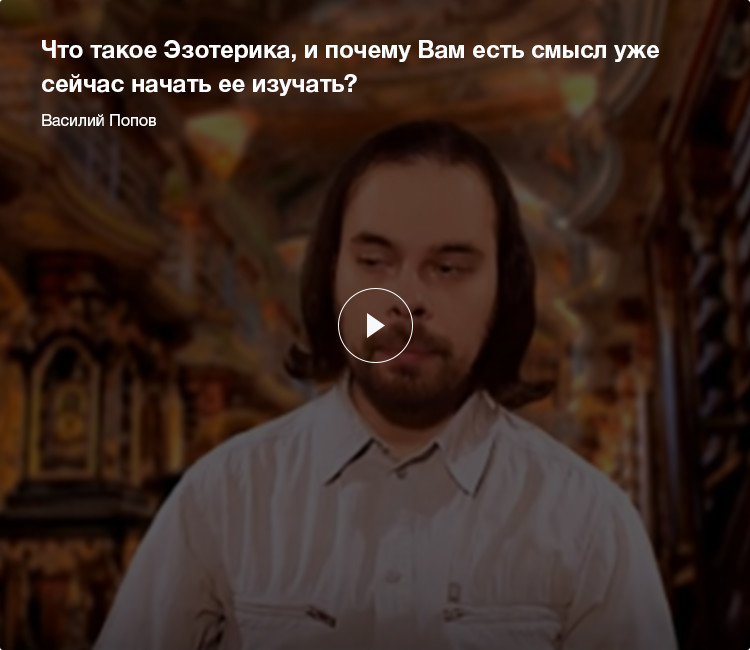 Что такое Эзотерика, и почему Вам есть смысл уже
сейчас начать ее изучать?
Василий Попов